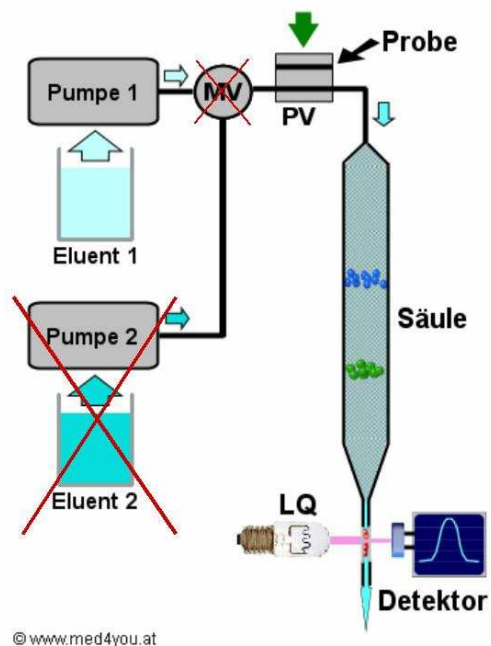 Probe
Pumpe 1
MV
PV
Eluent 1
Pumpe 2
Säule
Eluent 2
LQ
Detektor
© www.med4you.at